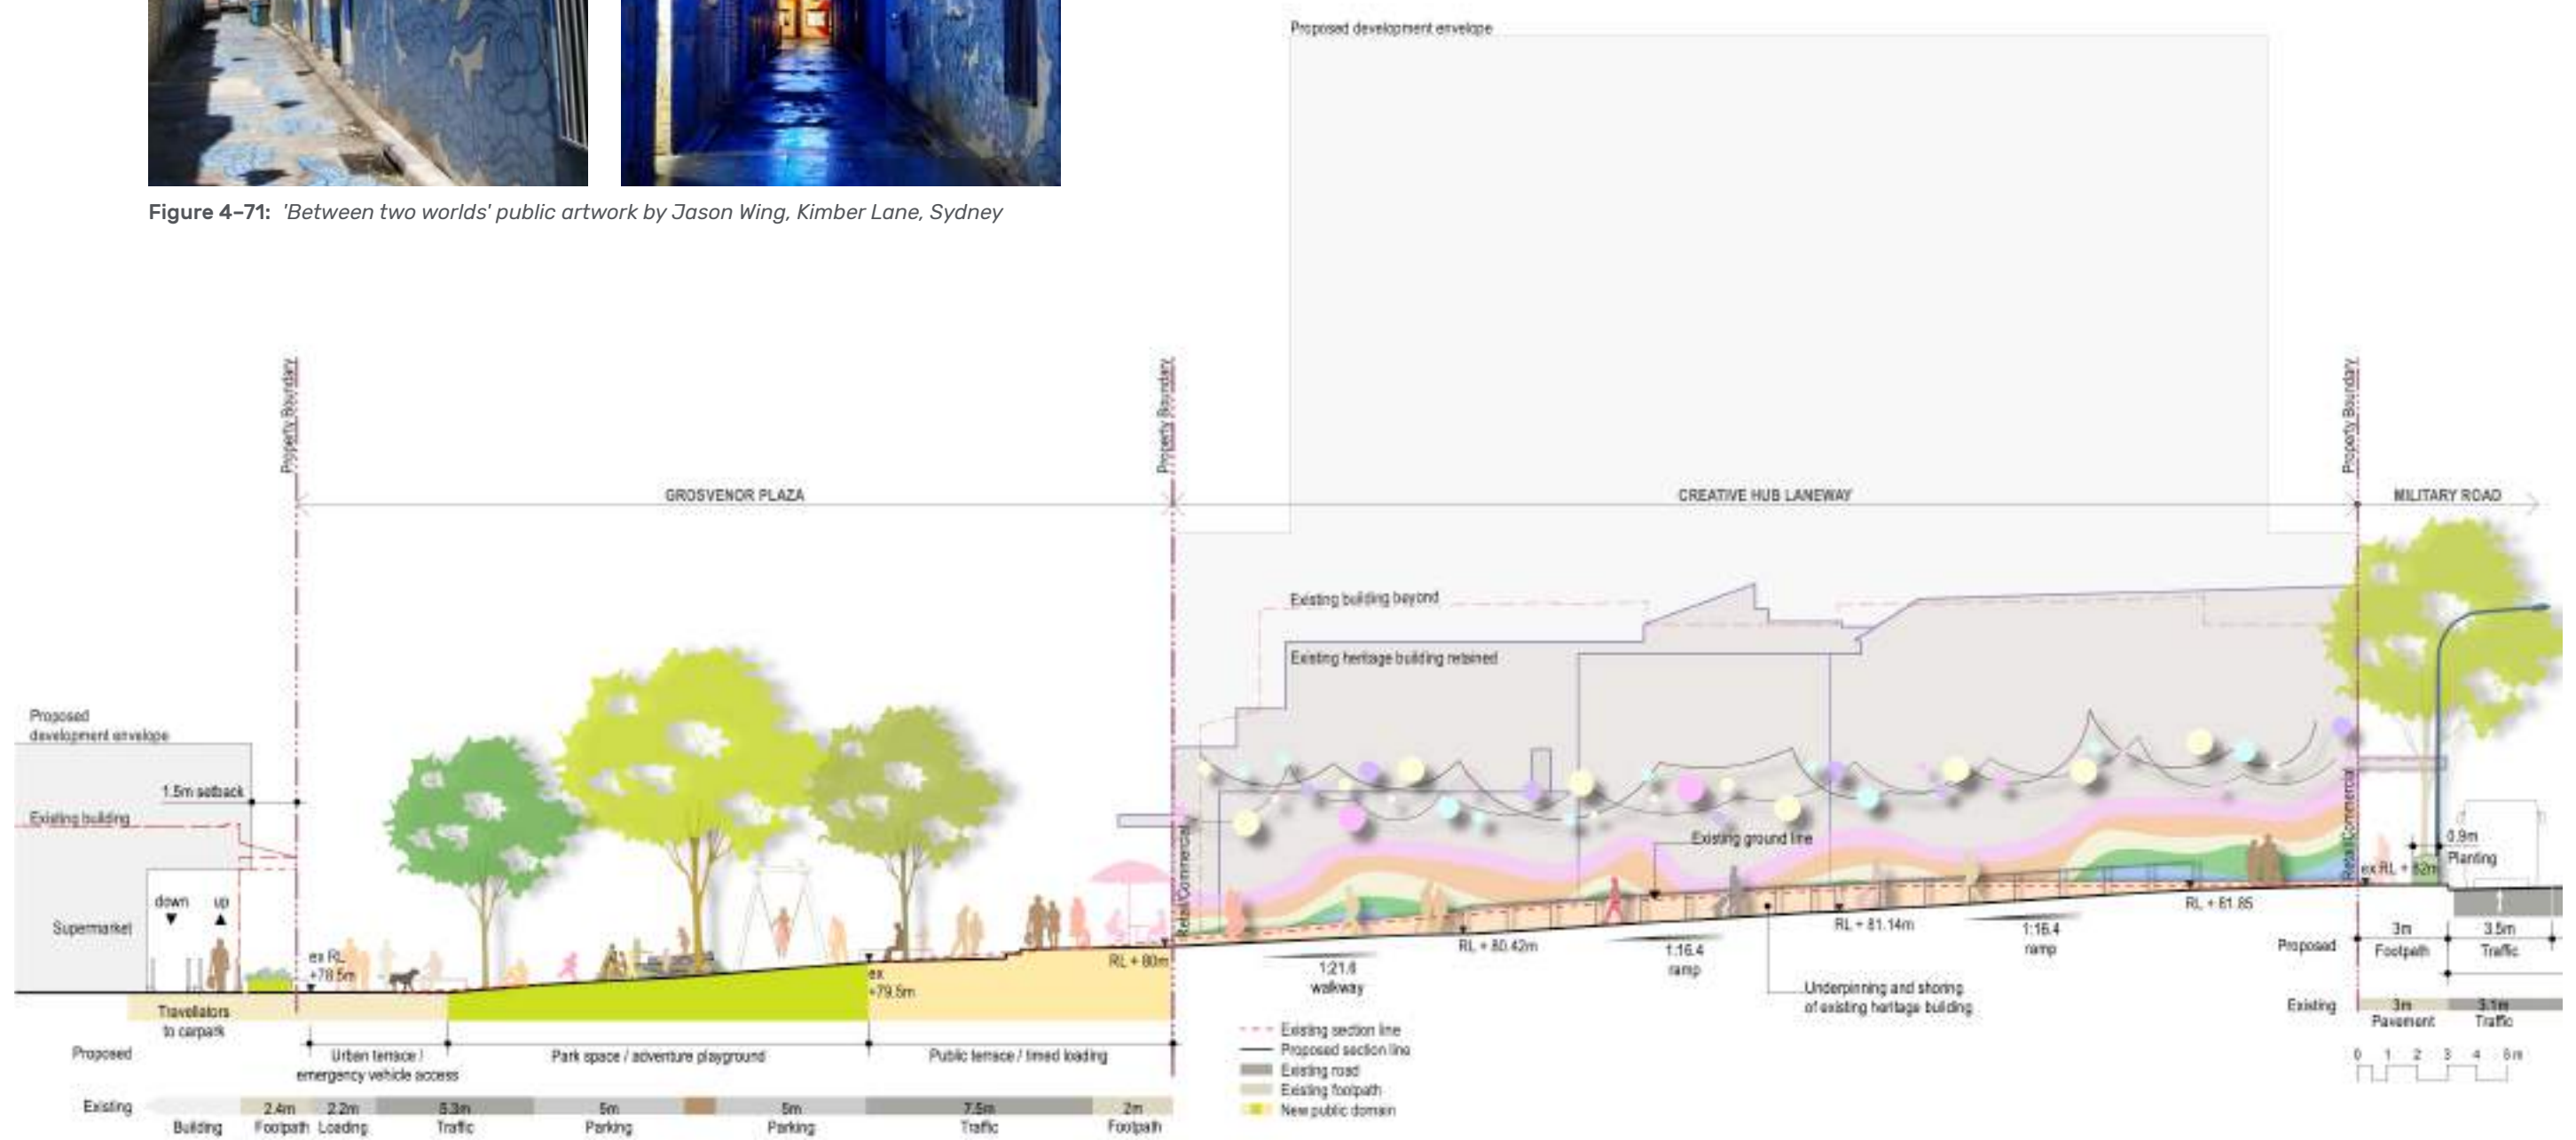 Proposed development envelope
Figure 4–71: 'Between two worlds' public artwork by Jason Wing, Kimber Lane, Sydney
Property Boundary
Property Boundary
Property Boundary
GROSVENOR PLAZA
CREATIVE HUB LANEWAY
MILITARY ROAD
Existing building beyond
Existing heritage building retained
Proposed
development envelope
1.5m setback
Existing building
Existing ground line
Retail/Commercial
Retail/Commercial
0.9m
Planting
ex RL + 82m
down
up
Supermarket
ex RL
+78.5m
ex
+79.5m
RL + 80m
RL + 80.42m
RL + 81.14m
RL + 81.85
1:21.6
walkway
1:16.4
ramp
1:16.4
ramp
Underpinning and shoring
of existing heritage building
Proposed
3m
Footpath
3.5m
Traffic
Existing
3m
Pavement
3.1m
Traffic
0 1 2 3 4 5m
Travellators
to carpark
Proposed
Urban terrace /
emergency vehicle access
Park space / adventure playground
Public terrace / timed loading
Existing section line
Proposed section line
Existing road
Existing footpath
New public domain
Existing
2.4m 2.2m 5.3m 5m 5m 7.5m 2m
Building Footpath Loading Traffic Parking Parking Traffic Footpath